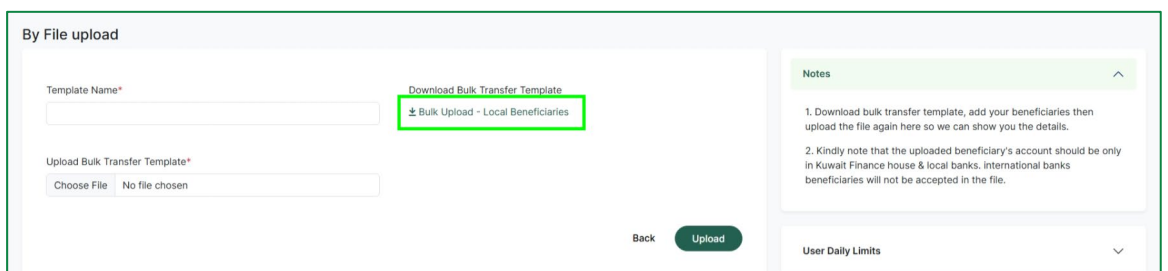 By File upload
Template Name*
Download Bulk Transfer Template
Bulk Upload - Local Beneficiaries
Upload Bulk Transfer Template*
Choose File No file chosen
Back Upload
Notes
1. Download bulk transfer template, add your beneficiaries then
upload the file again here so we can show you the details.
2. Kindly note that the uploaded beneficiary's account should be only
in Kuwait Finance house & local banks. international banks
beneficiaries will not be accepted in the file.
User Daily Limits